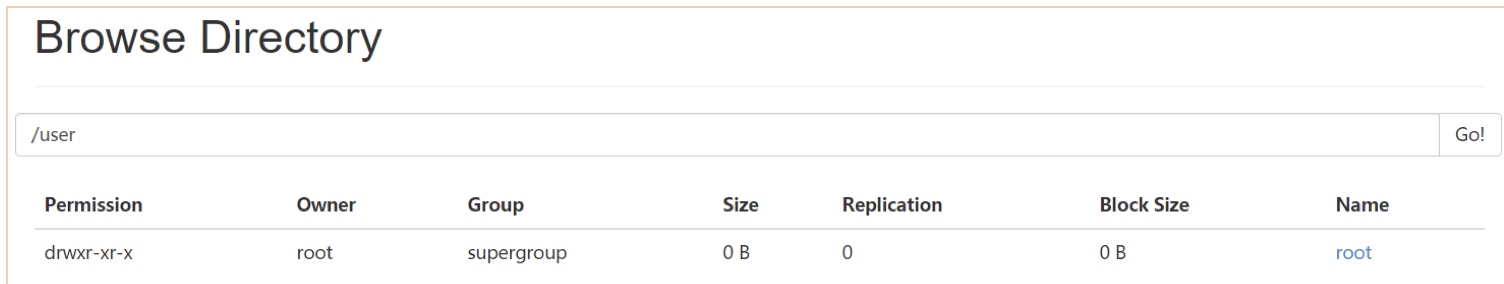 Browse Directory
/user Go!
Permission Owner Group Size Replication Block Size Name
drwxr-xr-x root supergroup 0 B 0 0 B root